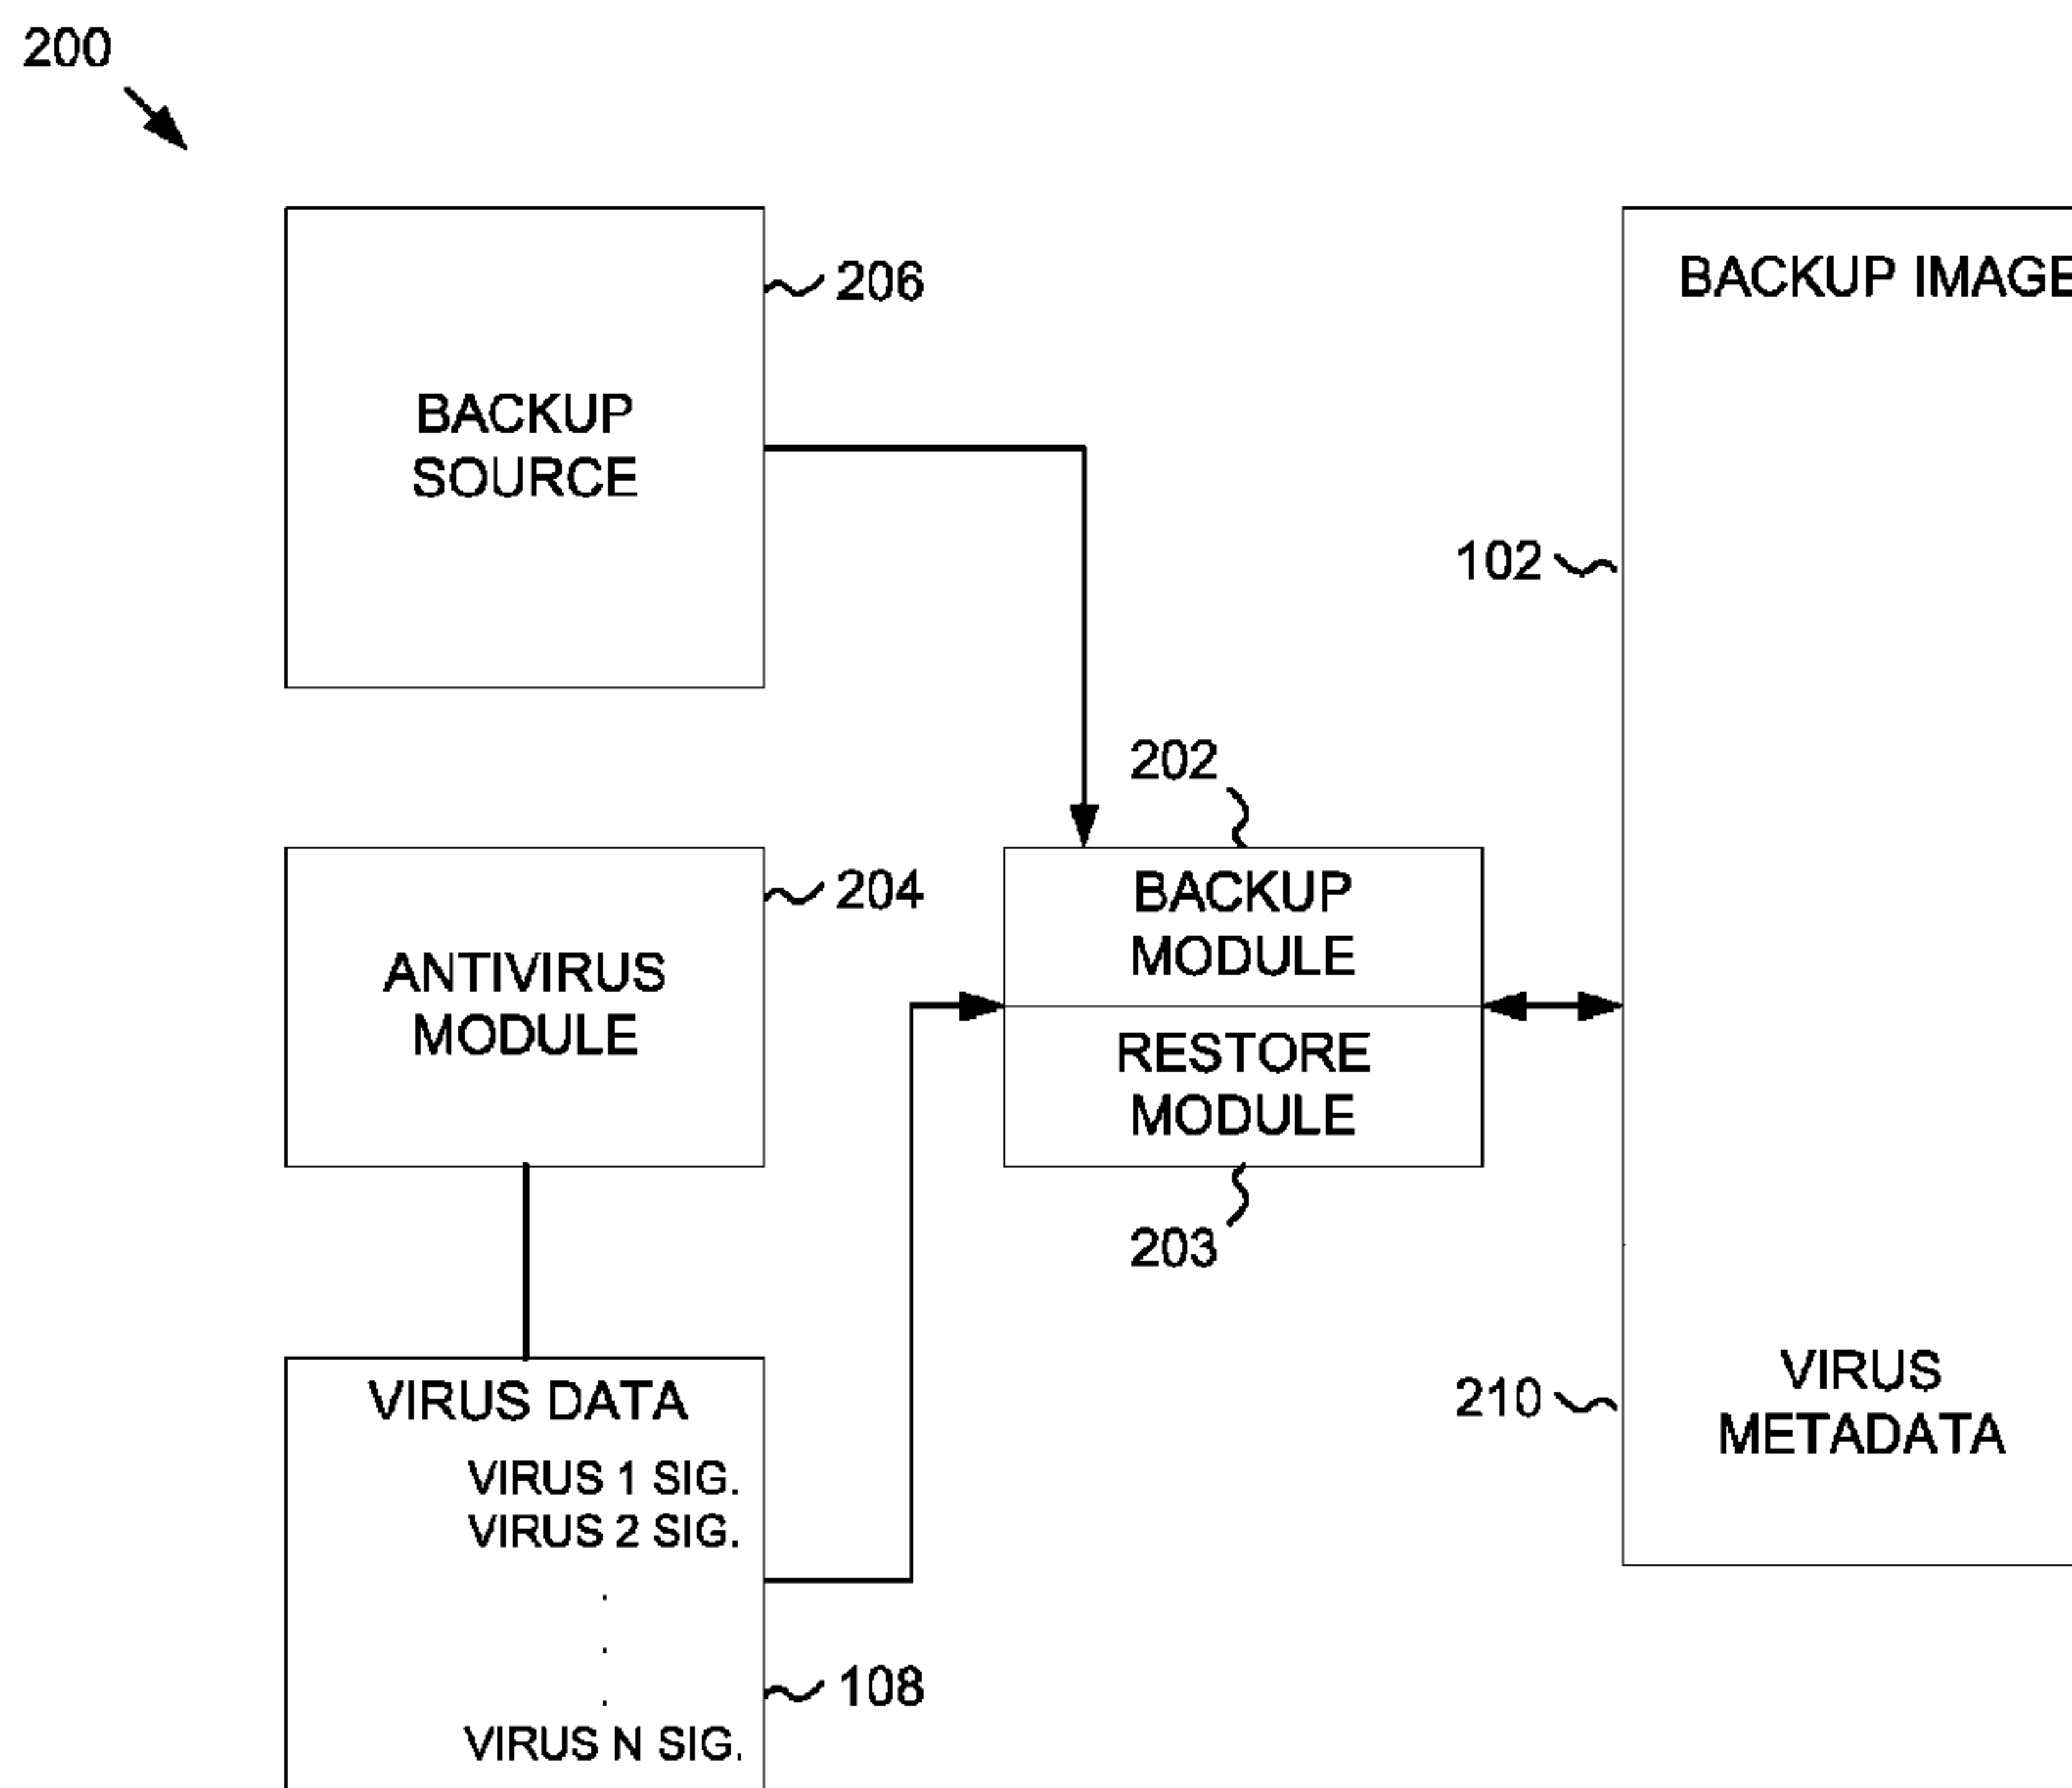 200
206
BACKUP
SOURCE
BACKUP IMAGE
102
202
204
ANTIVIRUS
MODULE
BACKUP
MODULE
RESTORE
MODULE
203
210
VIRUS
METADATA
VIRUS DATA
VIRUS 1 SIG.
VIRUS 2 SIG.
.
.
.
108
VIRUS N SIG.